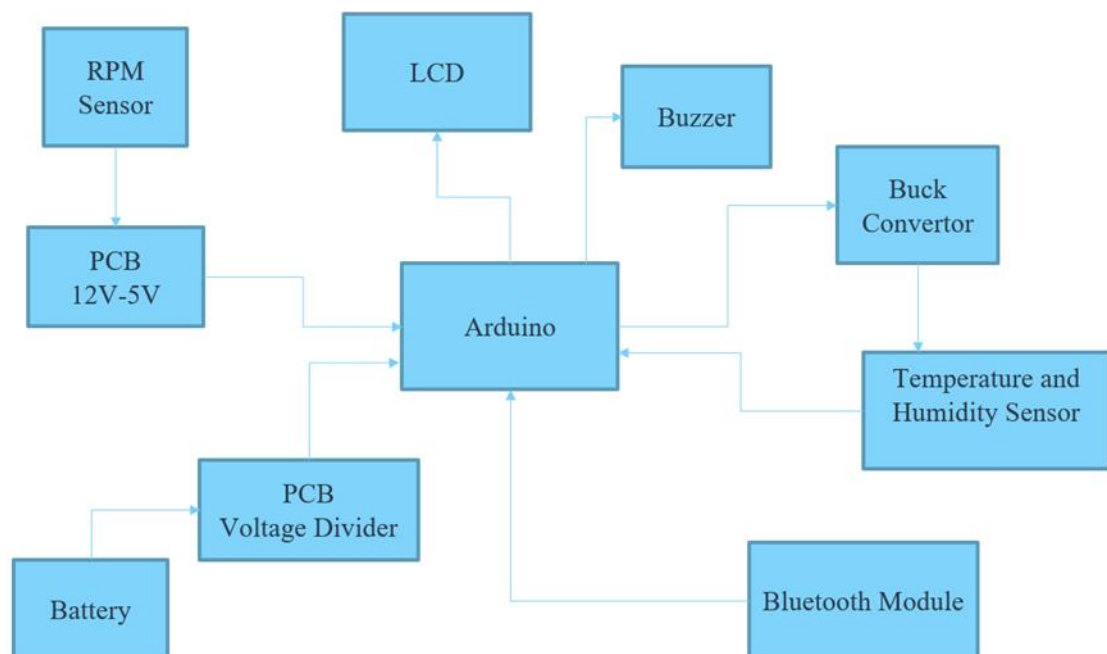 RPM
Sensor
LCD
Buzzer
Buck
Convertor
PCB
12V-5V
Arduino
Temperature and
Humidity Sensor
PCB
Voltage Divider
Battery
Bluetooth Module